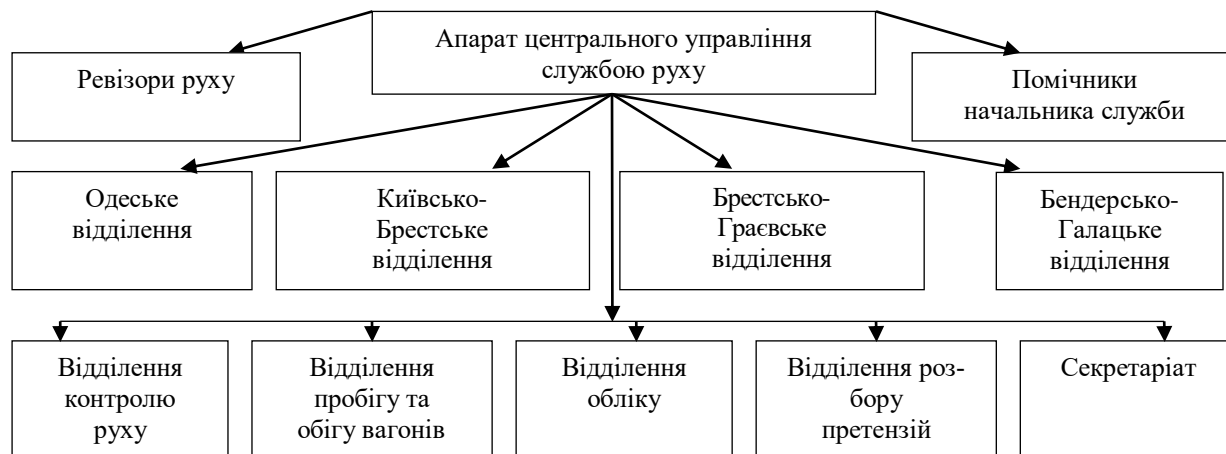 Апарат центрального управління
службою руху
Ревізори руху
Помічники
начальника служби
Одеське
відділення
Київсько-
Брестське
відділення
Брестсько-
Граєвське
відділення
Бендерсько-
Галацьке
відділення
Відділення
контролю
руху
Відділення
пробігу та
обігу вагонів
Відділення
обліку
Відділення роз-
бору
претензій
Секретаріат